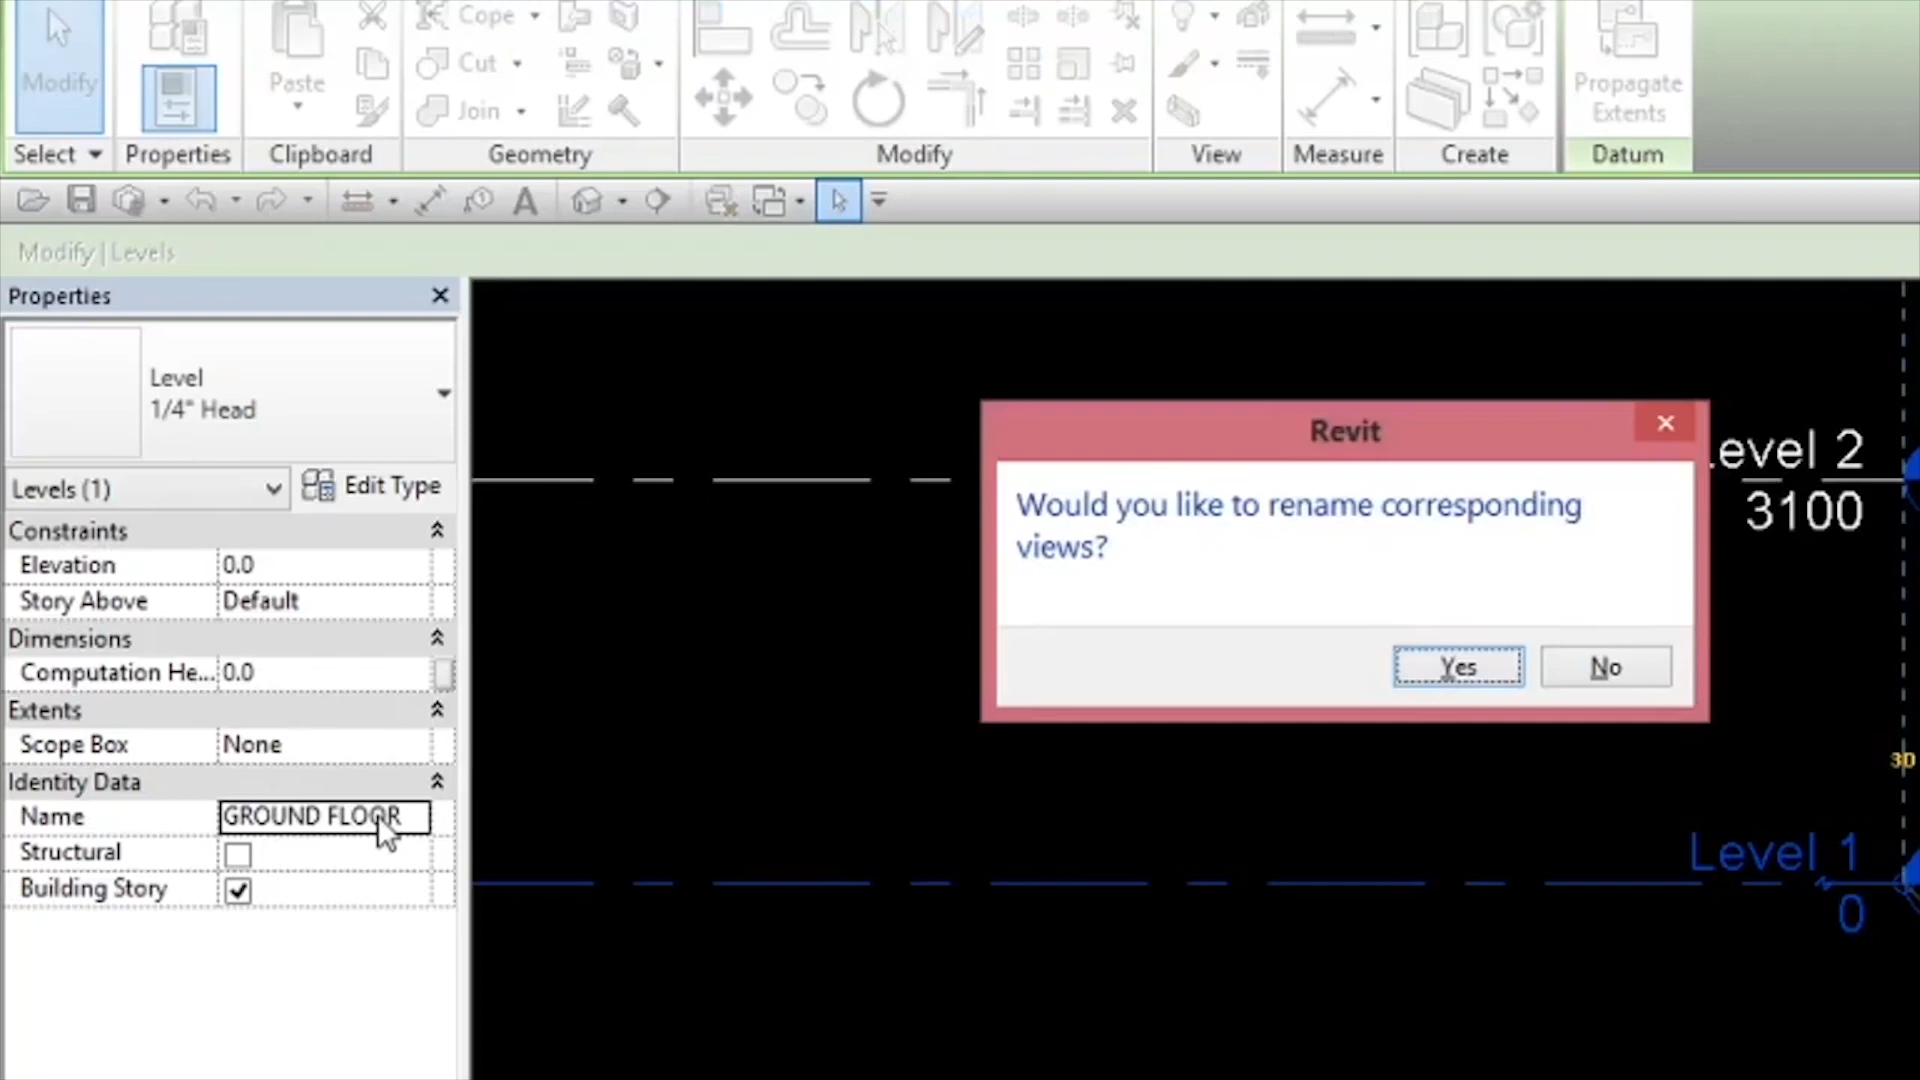 Cope
Modify
Cut
Paste
Propagate
Extents
Join
Select
Properties
Clipboard
Geometry
Modify
View
Measure
Create
Datum
A
Modify | Levels
Properties
Level
1/4" Head
Levels (1)
Edit Type
Constraints
Elevation 0.0
Story Above Default
Dimensions
Computation He... 0.0
Extents
Scope Box None
Identity Data
Name GROUND FLOOR
Structural
Building Story
Revit
Would you like to rename corresponding
views?
Yes No
evel 2
3100
3D
Level 1
0